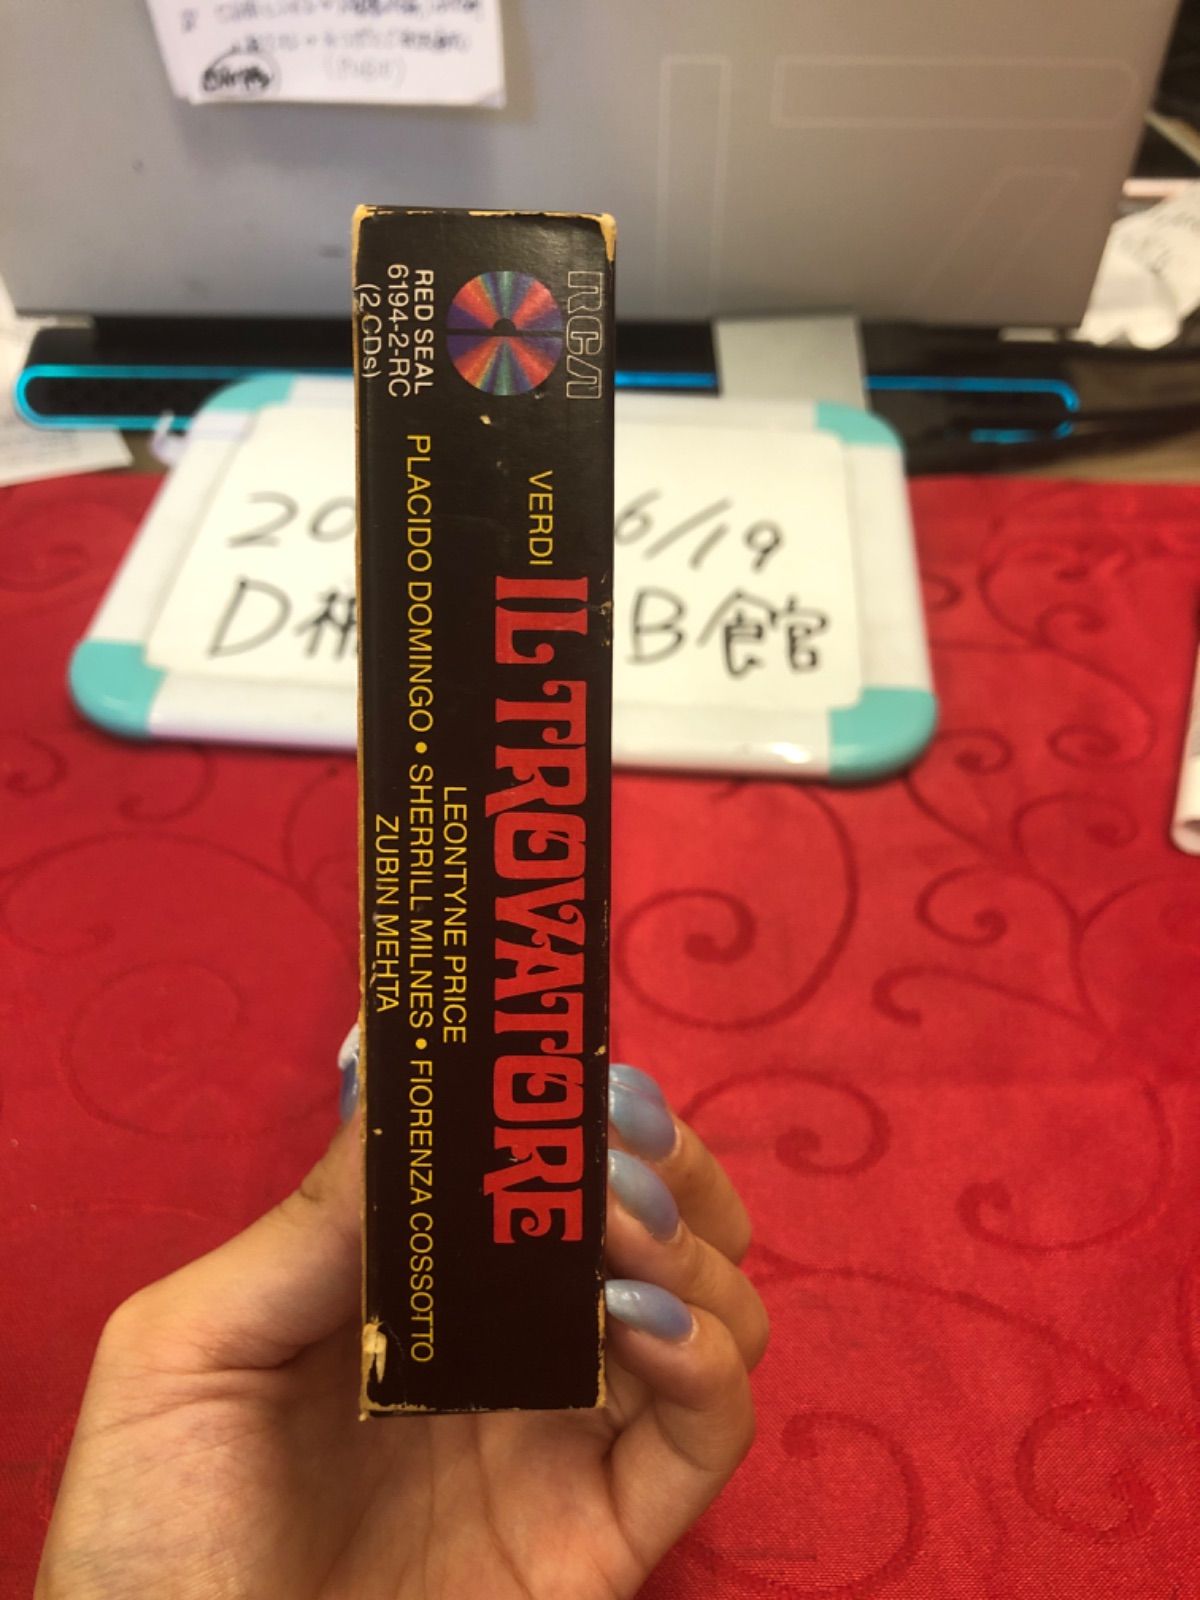 RCA
RED SEAL
6194-2-RC
(2 CDs)
VERDI
IL TROVATORE
LEONTYNE PRICE
PLACIDO DOMINGO • SHERRILL MILNES • FIORENZA COSSOTTO
ZUBIN MEHTA
20 6/19
D B館